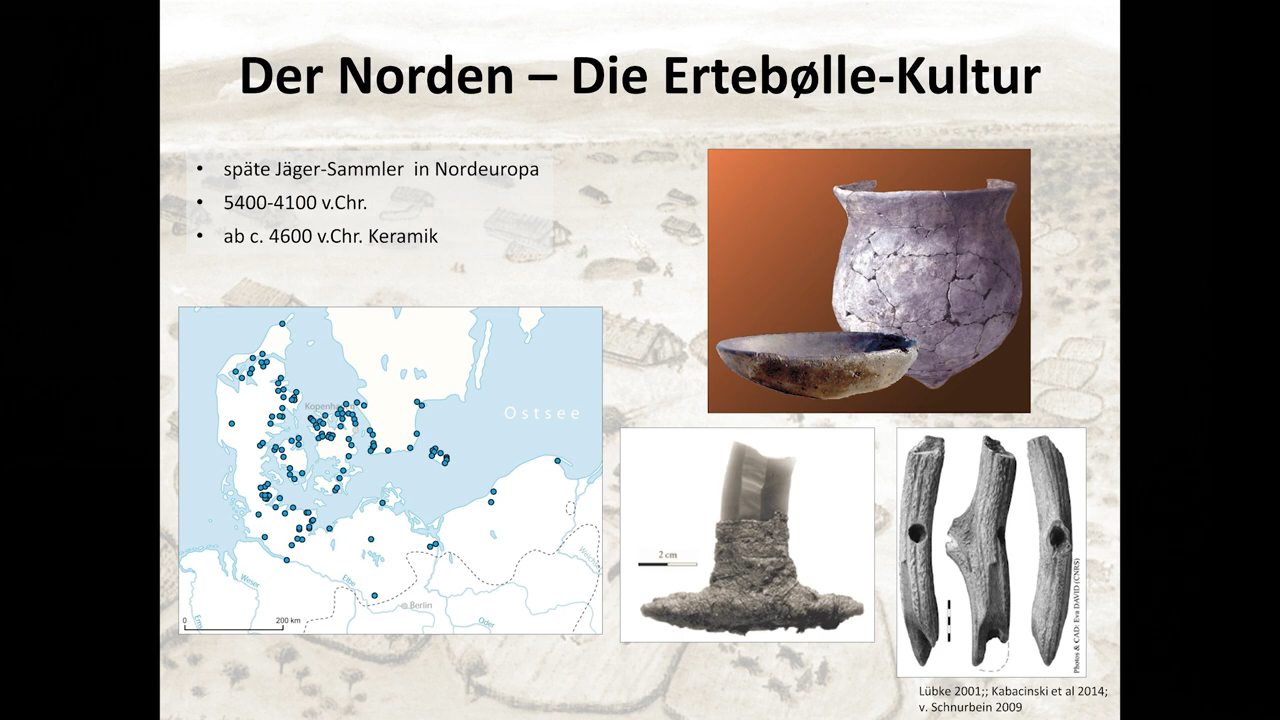 Der Norden – Die Ertebølle-Kultur
• späte Jäger-Sammler in Nordeuropa
• 5400-4100 v.Chr.
• ab c. 4600 v.Chr. Keramik
Ostsee
Weser
Elbe
Berlin
Oder
0 200 km
2 cm
Photos & CAD: Eva DAVID (CNRS)
Lübke 2001;; Kabacinski et al 2014;
v. Schnurbein 2009